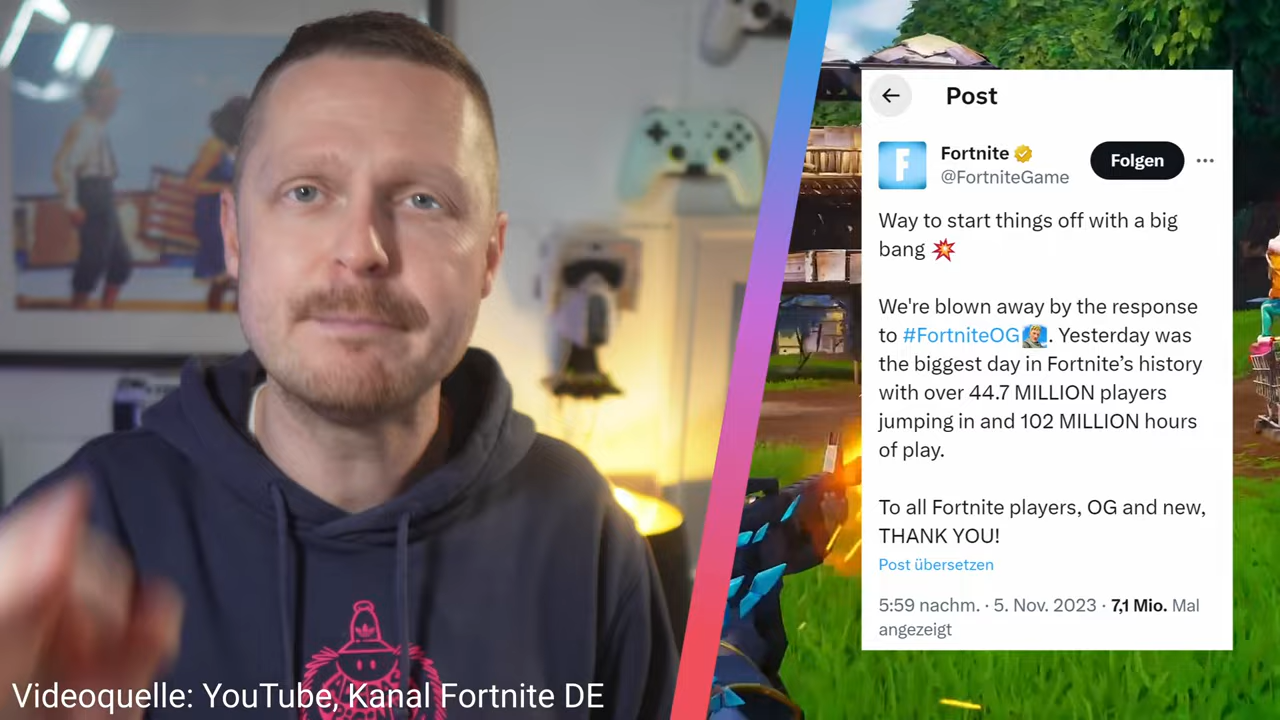 Post
Fortnite
Folgen
@FortniteGame
Way to start things off with a big
bang 💥
We're blown away by the response
to #FortniteOG. Yesterday was
the biggest day in Fortnite’s history
with over 44.7 MILLION players
jumping in and 102 MILLION hours
of play.
To all Fortnite players, OG and new,
THANK YOU!
Post übersetzen
5:59 nachm. · 5. Nov. 2023 · 7,1 Mio. Mal
angezeigt
Videoquelle: YouTube, Kanal Fortnite DE